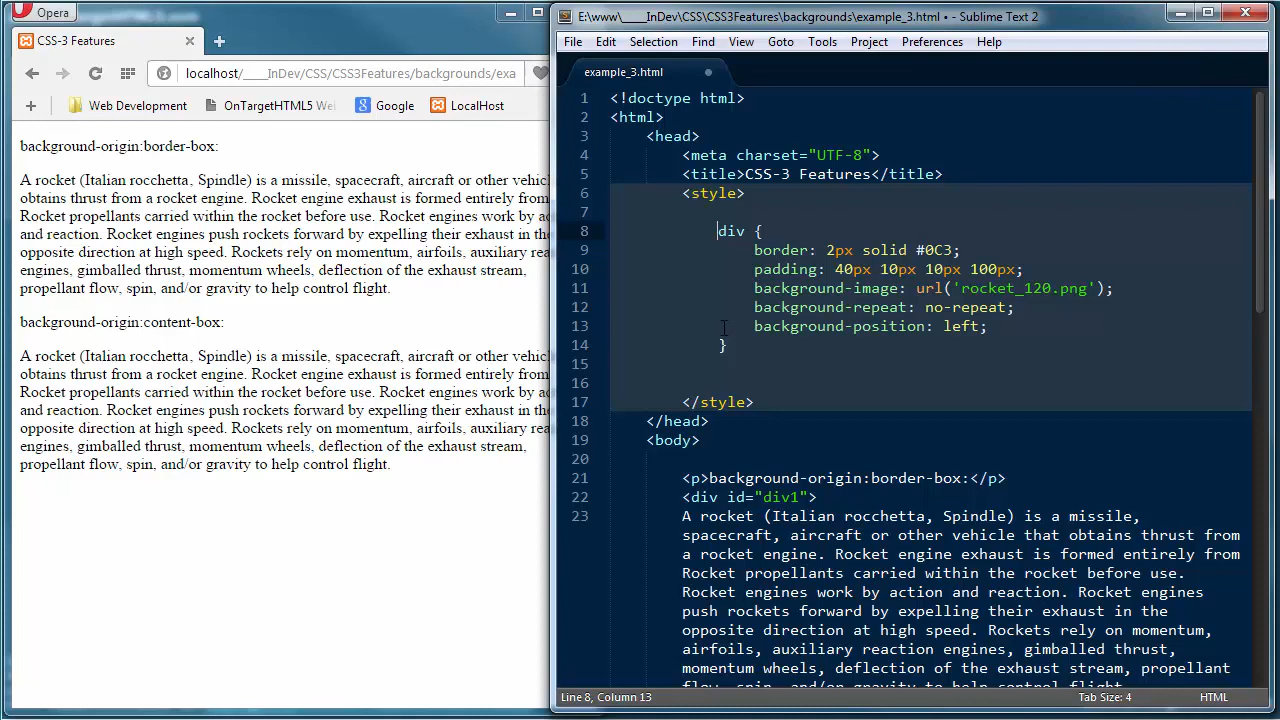 Opera
CSS-3 Features
localhost/____InDev/CSS/CSS3Features/backgrounds/exa
Web Development
OnTargetHTML5 We
Google
LocalHost
background-origin:border-box:
A rocket (Italian rocchetta, Spindle) is a missile, spacecraft, aircraft or other vehic
obtains thrust from a rocket engine. Rocket engine exhaust is formed entirely from
Rocket propellants carried within the rocket before use. Rocket engines work by ac
and reaction. Rocket engines push rockets forward by expelling their exhaust in the
opposite direction at high speed. Rockets rely on momentum, airfoils, auxiliary rea
engines, gimballed thrust, momentum wheels, deflection of the exhaust stream,
propellant flow, spin, and/or gravity to help control flight.
background-origin:content-box:
A rocket (Italian rocchetta, Spindle) is a missile, spacecraft, aircraft or other vehic
obtains thrust from a rocket engine. Rocket engine exhaust is formed entirely from
Rocket propellants carried within the rocket before use. Rocket engines work by ac
and reaction. Rocket engines push rockets forward by expelling their exhaust in the
opposite direction at high speed. Rockets rely on momentum, airfoils, auxiliary rea
engines, gimballed thrust, momentum wheels, deflection of the exhaust stream,
propellant flow, spin, and/or gravity to help control flight.
E:\www\____InDev\CSS\CSS3Features\backgrounds\example_3.html • - Sublime Text 2
File Edit Selection Find View Goto Tools Project Preferences Help
example_3.html
1 <!doctype html>
2 <html>
3 <head>
4 <meta charset="UTF-8">
5 <title>CSS-3 Features</title>
6 <style>
7
8 div {
9 border: 2px solid #0C3;
10 padding: 40px 10px 10px 100px;
11 background-image: url('rocket_120.png');
12 background-repeat: no-repeat;
13 background-position: left;
14 }
15
16
17 </style>
18 </head>
19 <body>
20
21 <p>background-origin:border-box:</p>
22 <div id="div1">
23 A rocket (Italian rocchetta, Spindle) is a missile,
spacecraft, aircraft or other vehicle that obtains thrust from
a rocket engine. Rocket engine exhaust is formed entirely from
Rocket propellants carried within the rocket before use.
Rocket engines work by action and reaction. Rocket engines
push rockets forward by expelling their exhaust in the
opposite direction at high speed. Rockets rely on momentum,
airfoils, auxiliary reaction engines, gimballed thrust,
momentum wheels, deflection of the exhaust stream, propellant
flow, spin, and/or gravity to help control flight.
Line 8, Column 13
Tab Size: 4
HTML